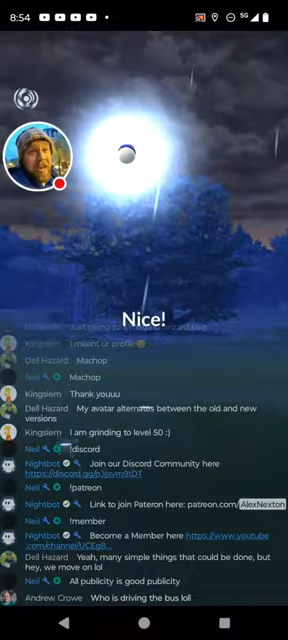 8:54
5G
Nice!
Kingsiem I meant ur profile
Dell Hazard Machop
Neil Machop
Kingsiem Thank youuu
Dell Hazard My avatar alternates between the old and new
versions
Kingsiem I am grinding to level 50 :)
Neil !discord
Nightbot Join our Discord Community here
Neil !patreon
Nightbot Link to join Pateron here: patreon.com/AlexNexton
Neil !member
Nightbot Become a Member here https://www.youtube
.com/channel/UCEg8...
Dell Hazard Yeah, many simple things that could be done, but
hey, we move on lol
Neil All publicity is good publicity
Andrew Crowe Who is driving the bus loll